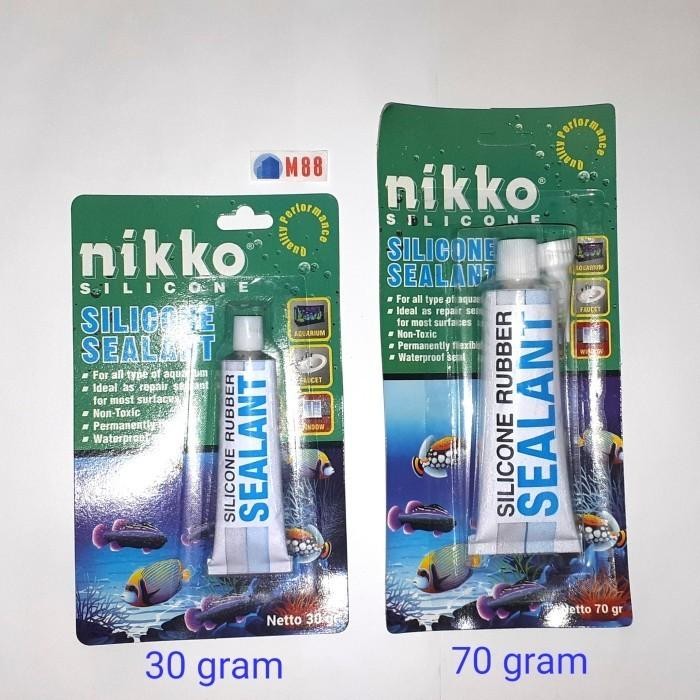 M88
nikko®
SILICONE
Quality Performance
SILICONE
SEALANT
For all type of aquarium
Ideal as repair sealant
for most surfaces
Non-Toxic
Permanently
Waterproof
AQUARIUM
FAUCET
WINDOW
SILICONE RUBBER
SEALANT
Netto 30 gr
30 gram
nikko®
SILICONE
Quality Performance
SILICONE
SEALANT
For all type of aqua
Ideal as repair sea
for most surfaces
Non-Toxic
Permanently flexible
Waterproof seal
AQUARIUM
FAUCET
WINDOW
SILICONE RUBBER
SEALANT
Netto 70 gr
70 gram